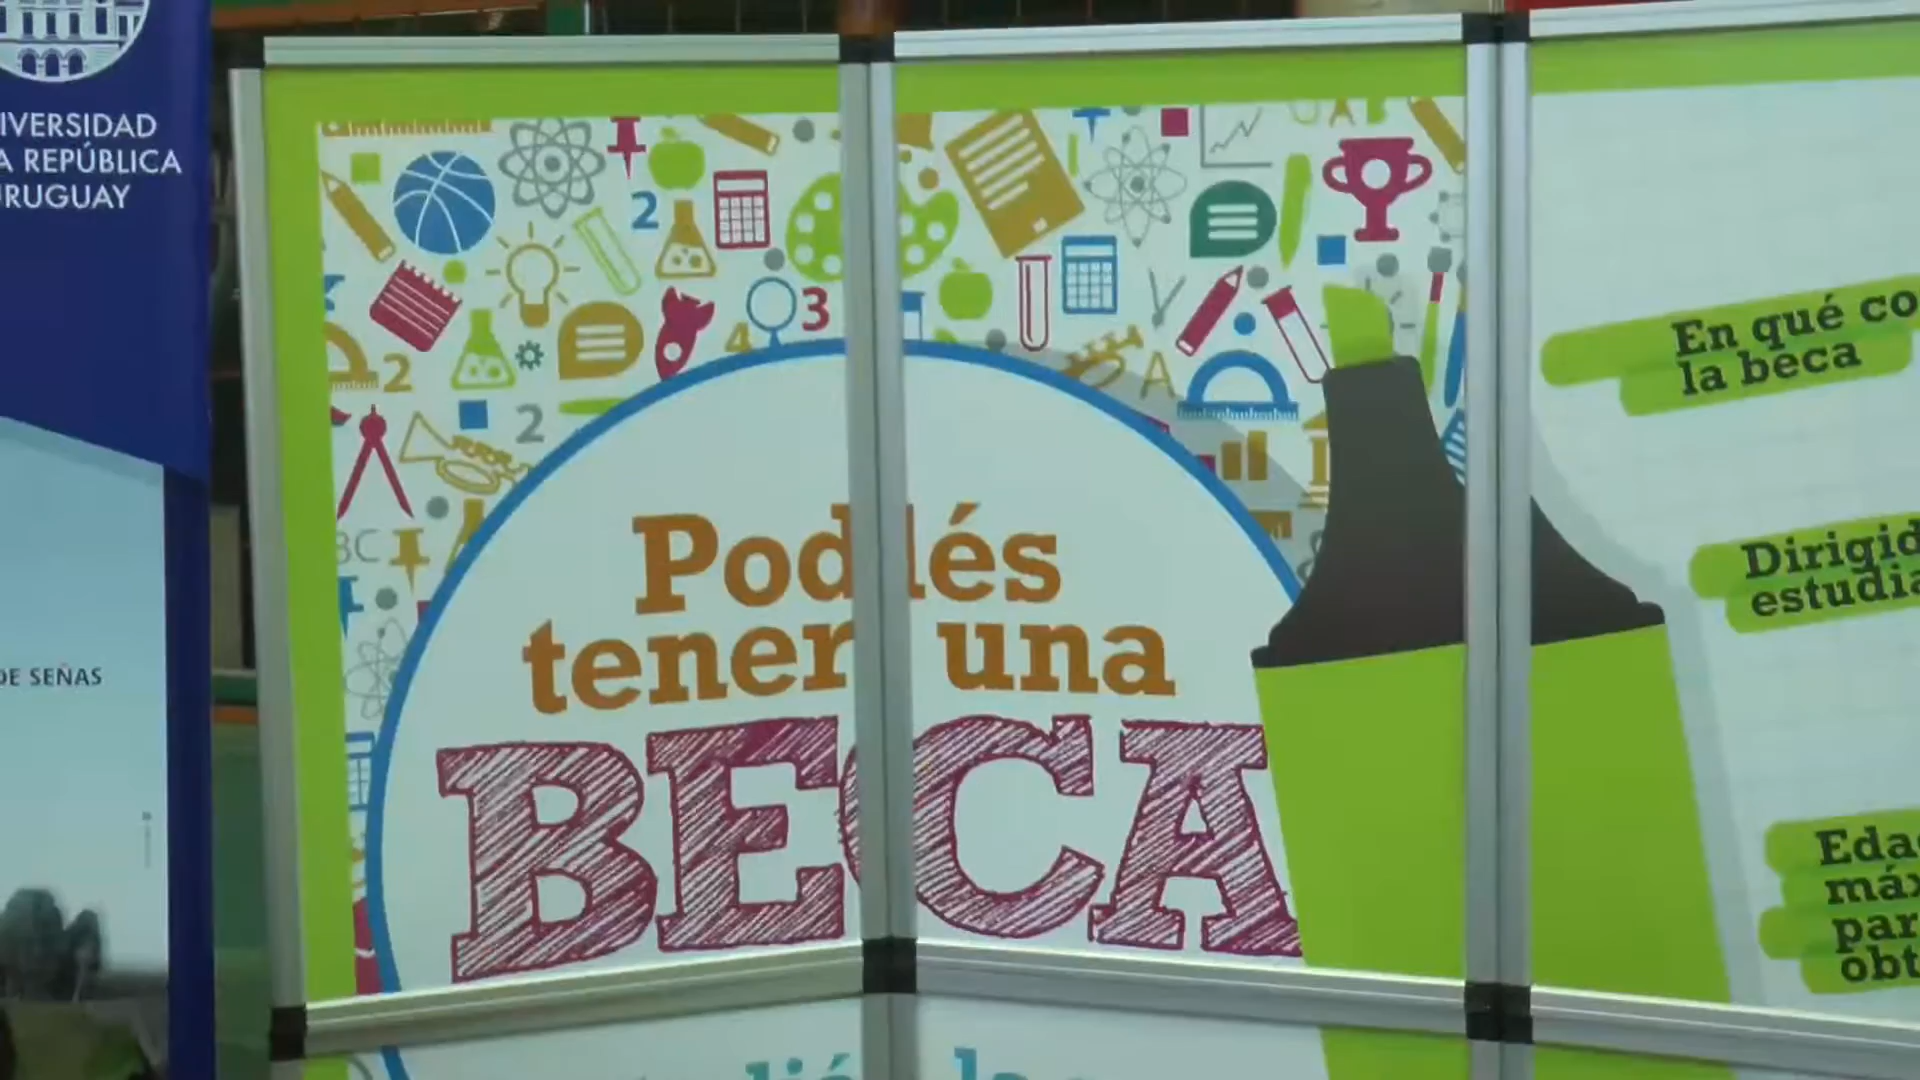 IVERSIDAD
A REPÚBLICA
URUGUAY
DE SEÑAS
Podés
tener una
BECA
En qué co
la beca
Dirigid
estudia
Eda
máx
par
obt